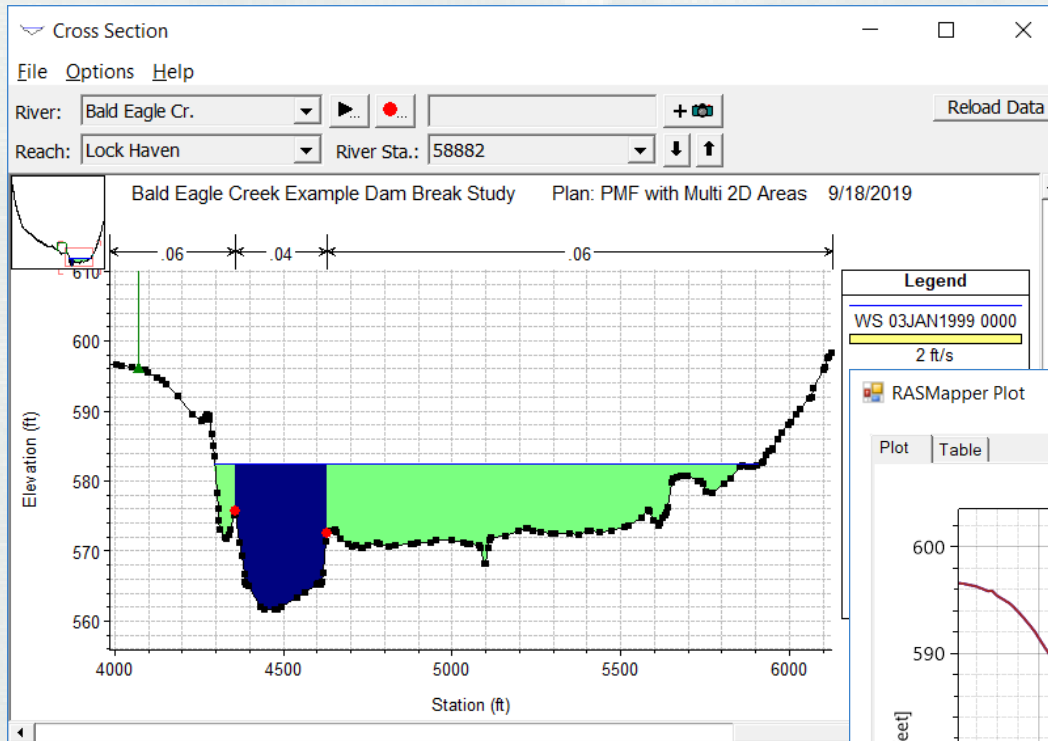 Cross Section
File Options Help
River: Bald Eagle Cr. ... ... + Reload Data
Reach: Lock Haven River Sta.: 58882
Bald Eagle Creek Example Dam Break Study Plan: PMF with Multi 2D Areas 9/18/2019
.06 .04 .06
610
600
590
580
570
560
Elevation (ft)
4000 4500 5000 5500 6000
Station (ft)
Legend
WS 03JAN1999 0000
2 ft/s
RASMapper Plot
Plot Table
600
590
eet]